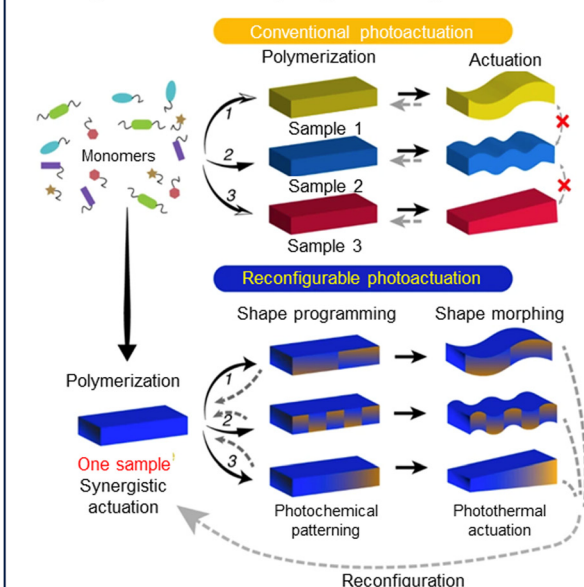 Conventional photoactuation
Polymerization
Actuation
Monomers
1
Sample 1
2
Sample 2
3
Sample 3
Reconfigurable photoactuation
Shape programming
Shape morphing
Polymerization
1
2
3
One sample
Synergistic
actuation
Photochemical
patterning
Photothermal
actuation
Reconfiguration